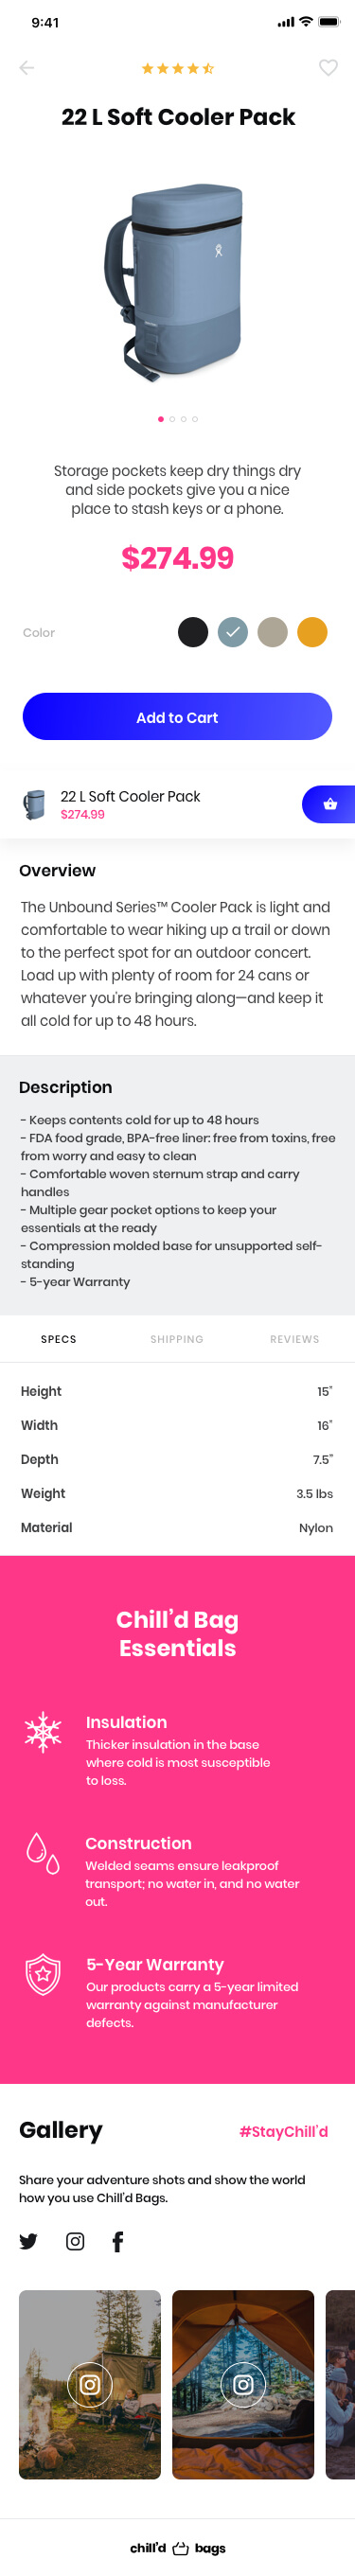 9:41
22 L Soft Cooler Pack
Storage pockets keep dry things dry
and side pockets give you a nice
place to stash keys or a phone.
$274.99
Color
Add to Cart
22 L Soft Cooler Pack
$274.99
Overview
The Unbound Series™ Cooler Pack is light and
comfortable to wear hiking up a trail or down
to the perfect spot for an outdoor concert.
Load up with plenty of room for 24 cans or
whatever you're bringing along—and keep it
all cold for up to 48 hours.
Description
- Keeps contents cold for up to 48 hours
- FDA food grade, BPA-free liner: free from toxins, free
from worry and easy to clean
- Comfortable woven sternum strap and carry
handles
- Multiple gear pocket options to keep your
essentials at the ready
- Compression molded base for unsupported self-
standing
- 5-year Warranty
SPECS SHIPPING REVIEWS
Height 15"
Width 16"
Depth 7.5"
Weight 3.5 lbs
Material Nylon
Chill’d Bag
Essentials
Insulation
Thicker insulation in the base
where cold is most susceptible
to loss.
Construction
Welded seams ensure leakproof
transport; no water in, and no water
out.
5-Year Warranty
Our products carry a 5-year limited
warranty against manufacturer
defects.
Gallery #StayChill’d
Share your adventure shots and show the world
how you use Chill’d Bags.
chill’d bags